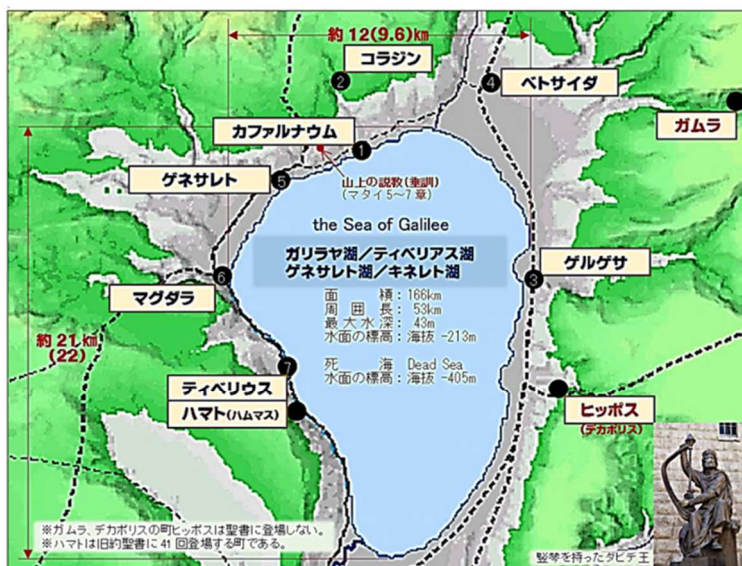 約 12(9.6)km
コラジン
②
④
ベトサイダ
ガムラ
カファルナウム
①
ゲネサレト
⑤
山上の説教(垂訓)
(マタイ 5〜7 章)
the Sea of Galilee
ガリラヤ湖／ティベリアス湖
ゲネサレト湖／キネレト湖
⑥
マグダラ
③
ゲルゲサ
面 積：166km
周 囲 長：53km
最大水深：43m
水面の標高：海抜 -213m
死 海 Dead Sea
水面の標高：海抜 -405m
約 21 km
(22)
⑦
ティベリウス
ハマト(ハムマス)
ヒッポス
(デカポリス)
※ガムラ、デカポリスの町ヒッポスは聖書に登場しない。
※ハマトは旧約聖書に 41 回登場する町である。
竪琴を持ったダビデ王